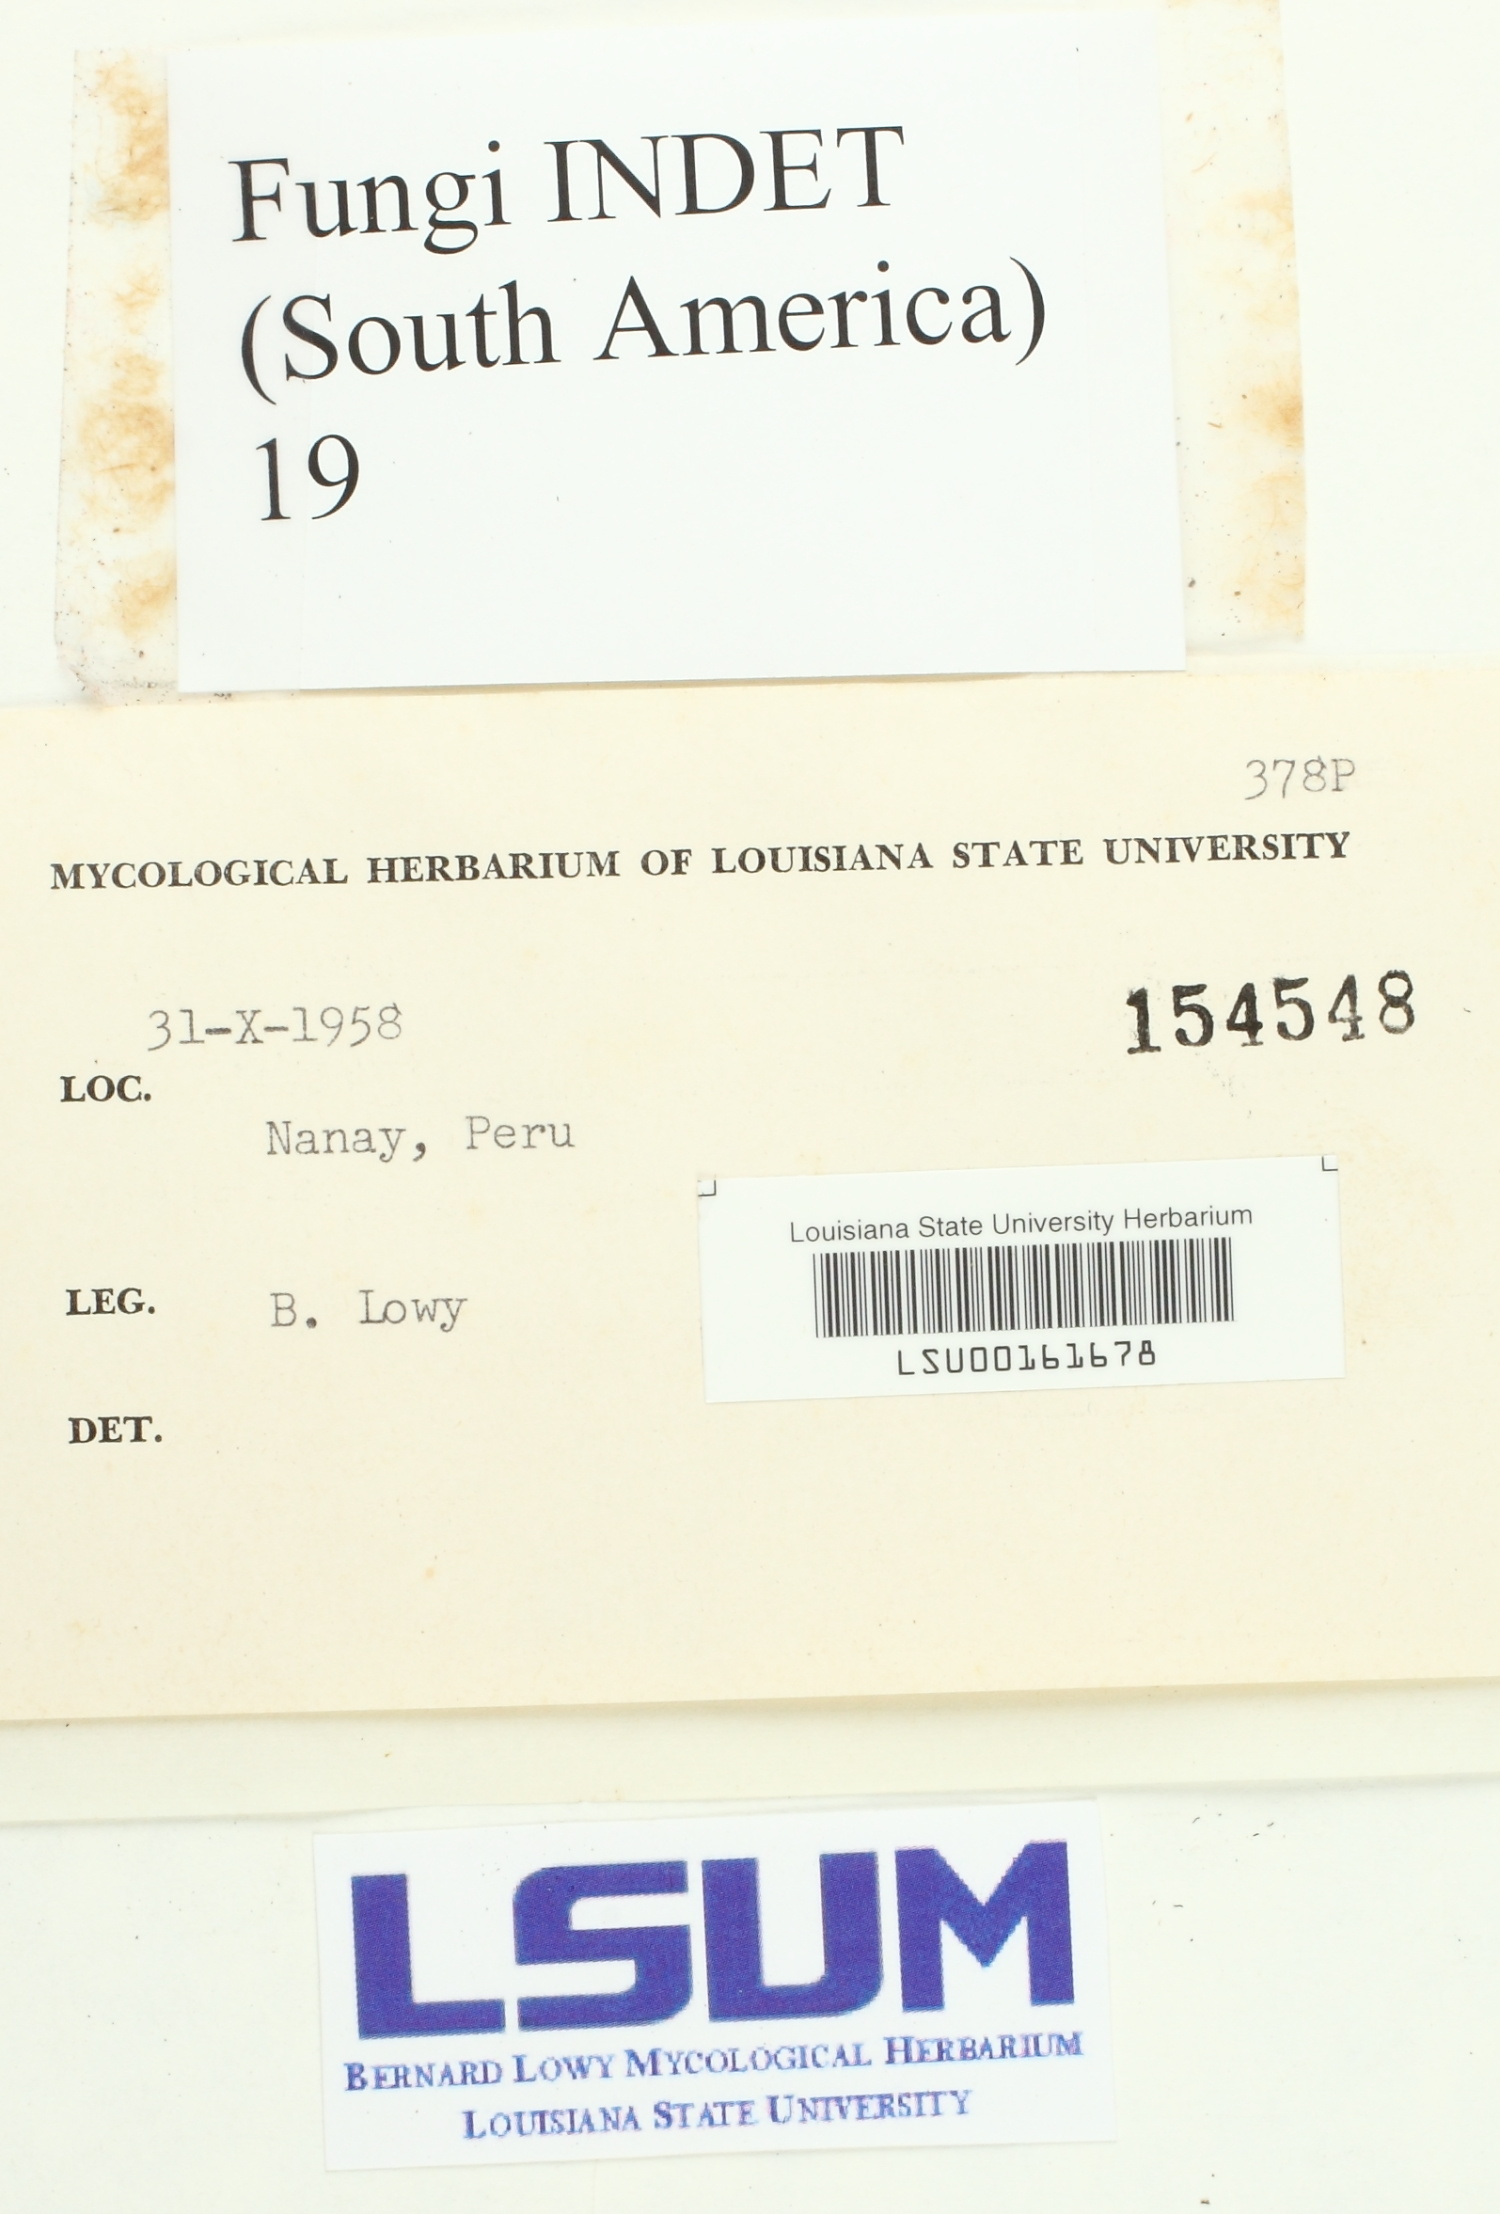 Fungi INDET
(South America)
19
378P
MYCOLOGICAL HERBARIUM OF LOUISIANA STATE UNIVERSITY
31-X-1958
154548
LOC.
Nanay, Peru
Louisiana State University Herbarium
LSU00161678
LEG. B. Lowy
DET.
LSUM
BERNARD LOWY MYCOLOGICAL HERBARIUM
LOUISIANA STATE UNIVERSITY